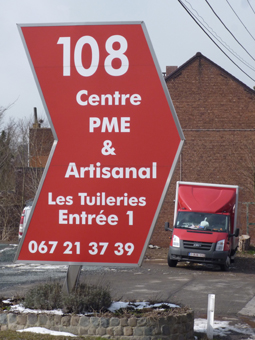 108
Centre
PME
&
Artisanal
Les Tuileries
Entrée 1
067 21 37 39